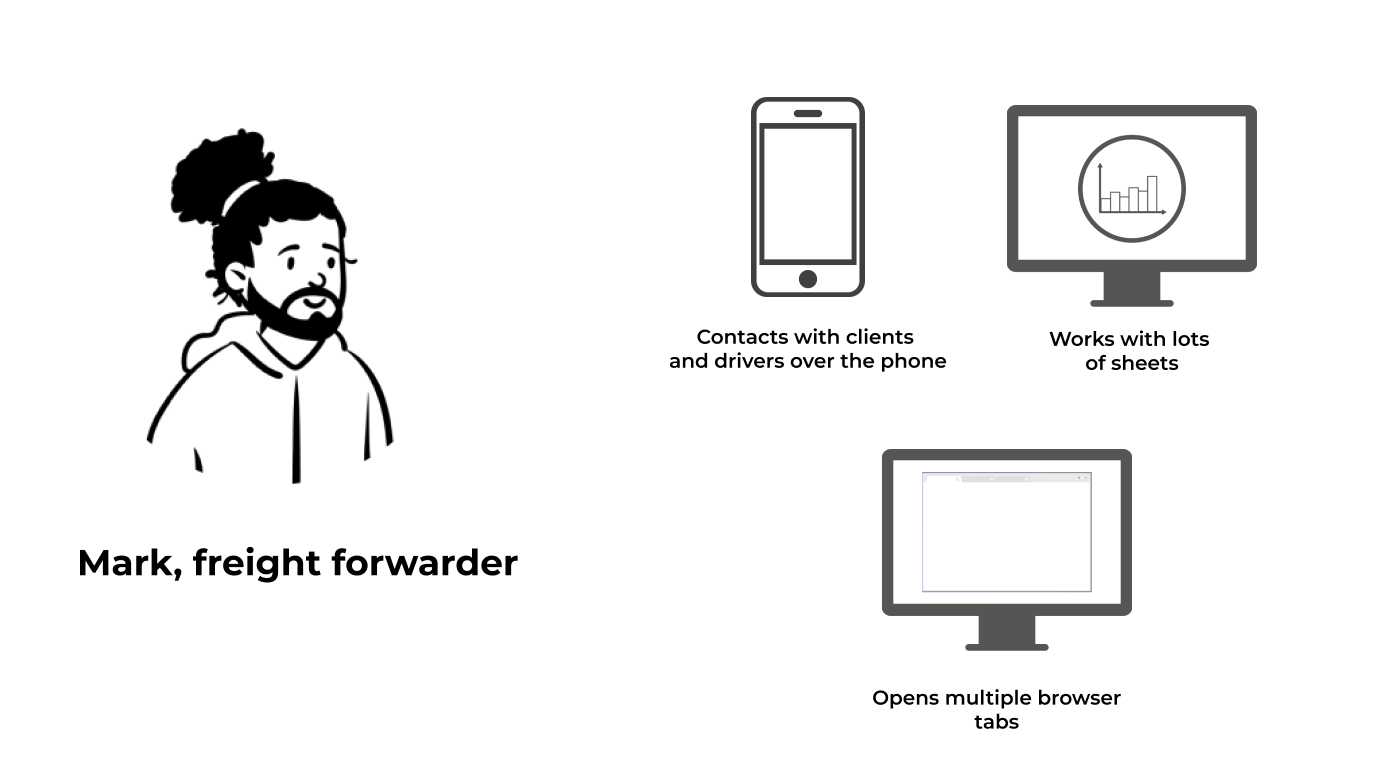 Contacts with clients
and drivers over the phone
Works with lots
of sheets
Mark, freight forwarder
Opens multiple browser
tabs